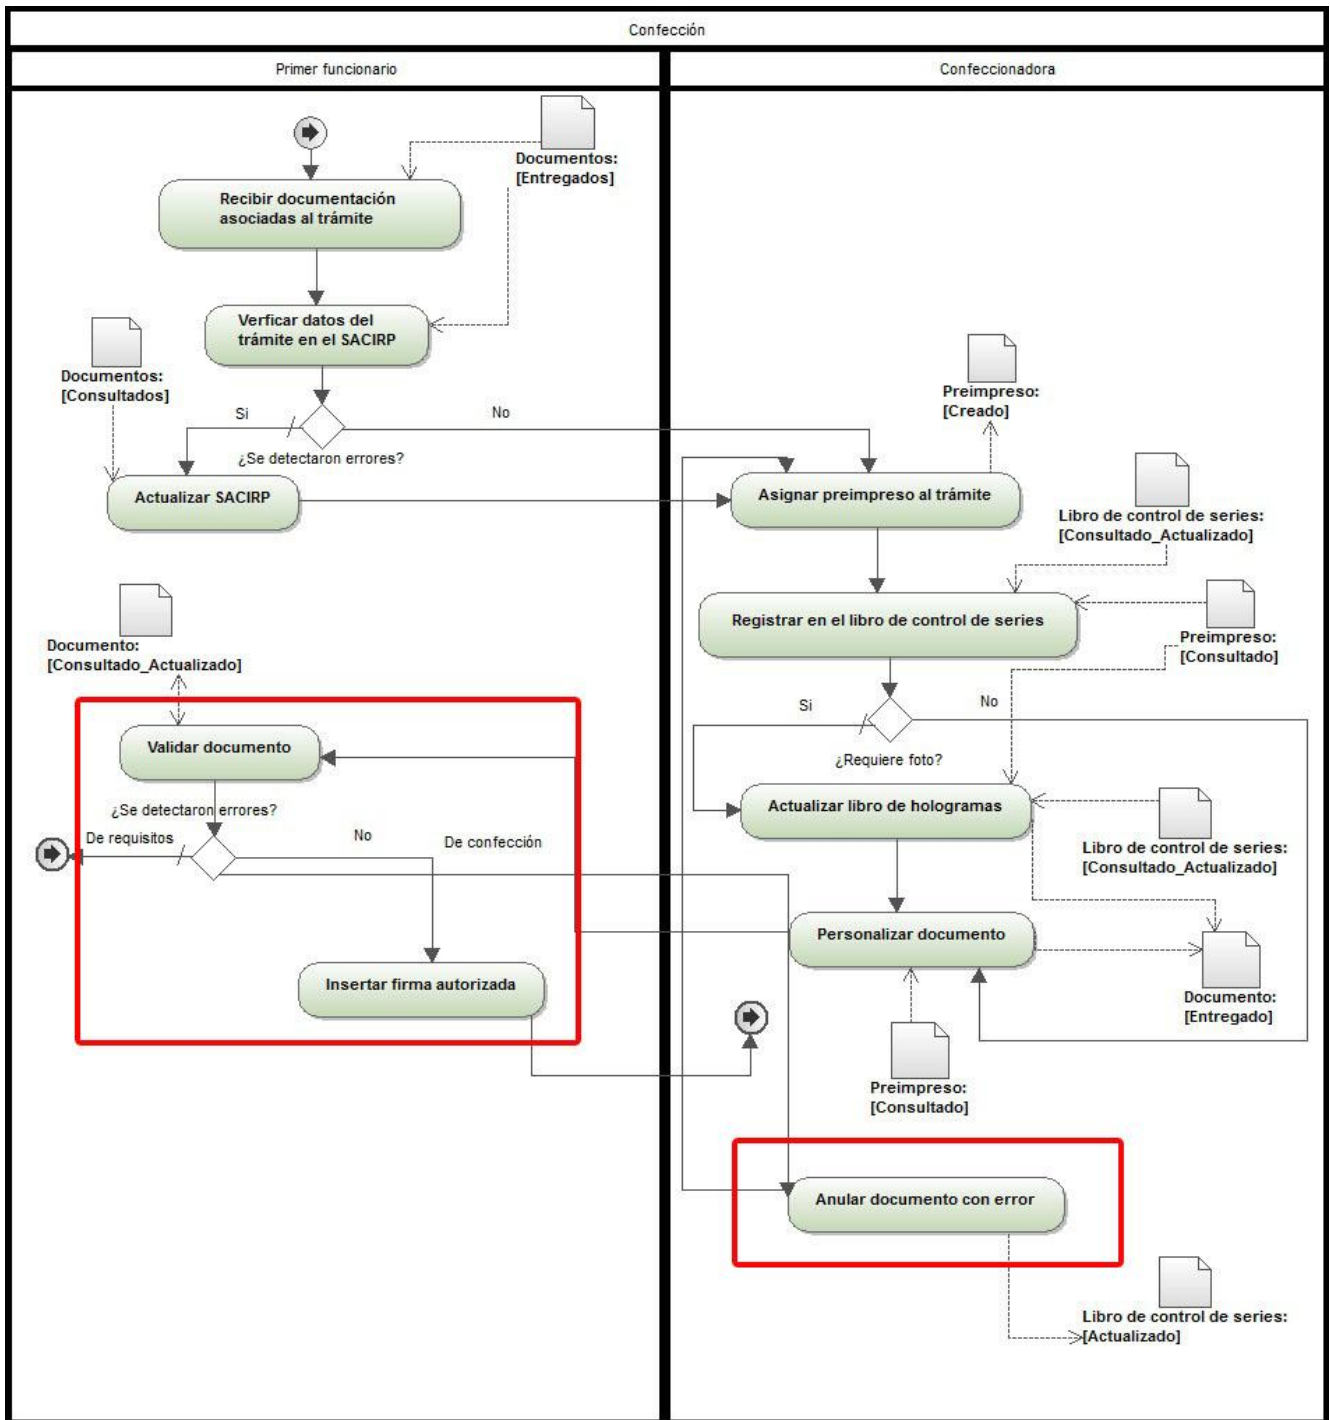 Confección
Primer funcionario
Confeccionadora
Documentos:
[Entregados]
Recibir documentación
asociadas al trámite
Verficar datos del
trámite en el SACIRP
Documentos:
[Consultados]
Si
No
¿Se detectaron errores?
Actualizar SACIRP
Preimpreso:
[Creado]
Asignar preimpreso al trámite
Libro de control de series:
[Consultado_Actualizado]
Registrar en el libro de control de series
Preimpreso:
[Consultado]
Documento:
[Consultado_Actualizado]
Si
No
¿Requiere foto?
Validar documento
¿Se detectaron errores?
De requisitos
No
De confección
Actualizar libro de hologramas
Libro de control de series:
[Consultado_Actualizado]
Personalizar documento
Insertar firma autorizada
Documento:
[Entregado]
Preimpreso:
[Consultado]
Anular documento con error
Libro de control de series:
[Actualizado]